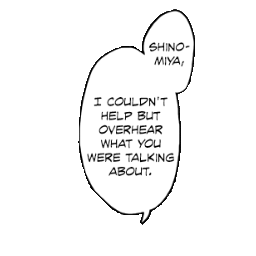 SHINO-
MIYA,
I COULDN'T
HELP BUT
OVERHEAR
WHAT YOU
WERE TALKING
ABOUT.